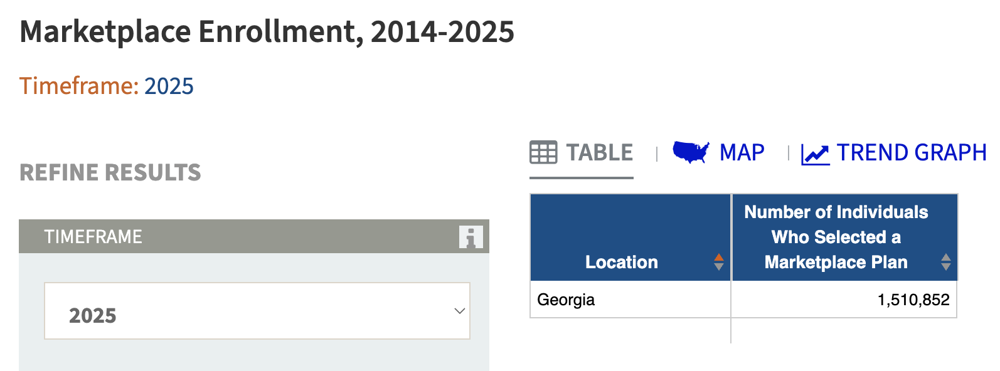 Marketplace Enrollment, 2014-2025
Timeframe: 2025
REFINE RESULTS
TIMEFRAME
2025
TABLE | MAP | TREND GRAPH
Location
Number of Individuals
Who Selected a
Marketplace Plan
Georgia 1,510,852